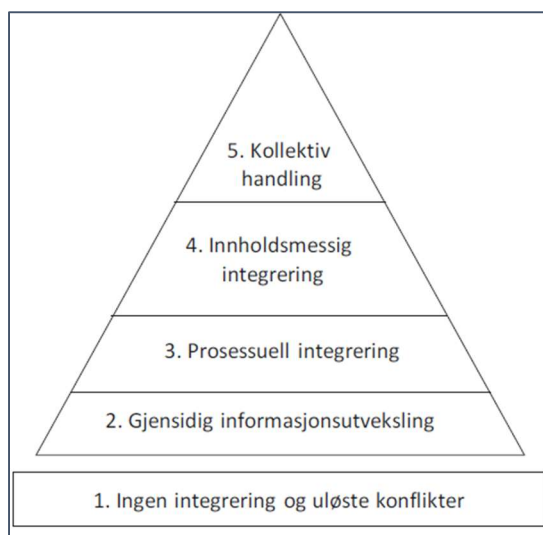 5. Kollektiv
handling
4. Innholdsmessig
integrering
3. Prosessuell integrering
2. Gjensidig informasjonsutveksling
1. Ingen integrering og uløste konflikter